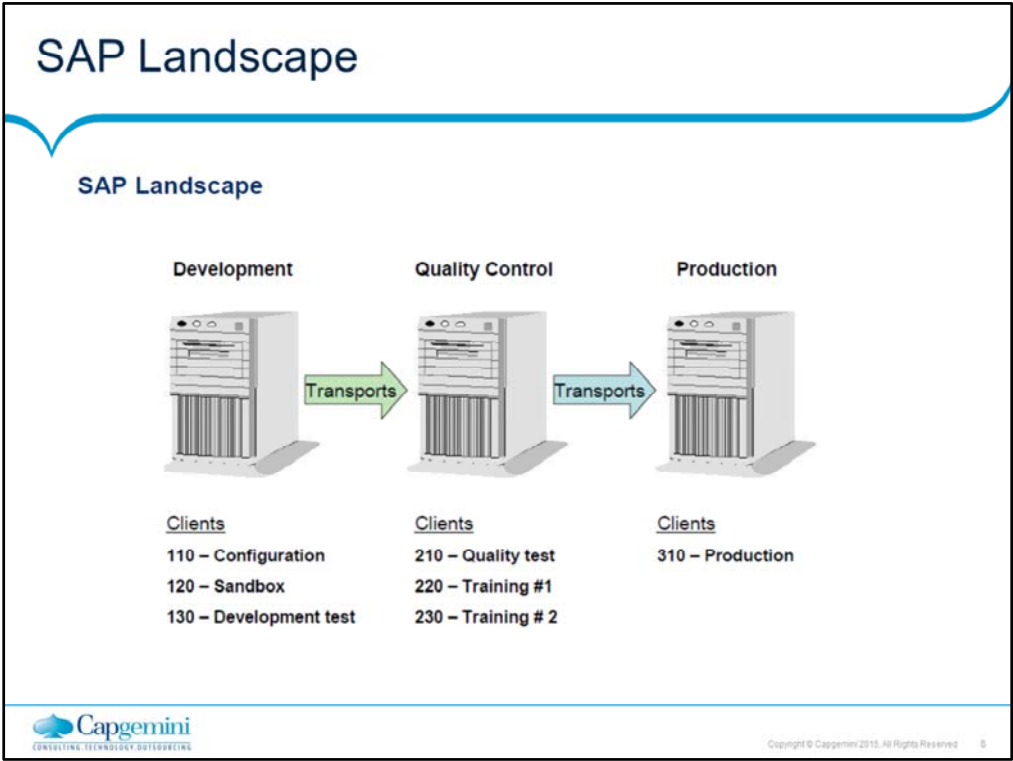 SAP Landscape
SAP Landscape
Development
Quality Control
Production
Transports
Transports
Clients
110 – Configuration
120 – Sandbox
130 – Development test
Clients
210 – Quality test
220 – Training #1
230 – Training # 2
Clients
310 – Production
Capgemini
CONSULTING.TECHNOLOGY.OUTSOURCING
Copyright © Capgemini 2015. All Rights Reserved